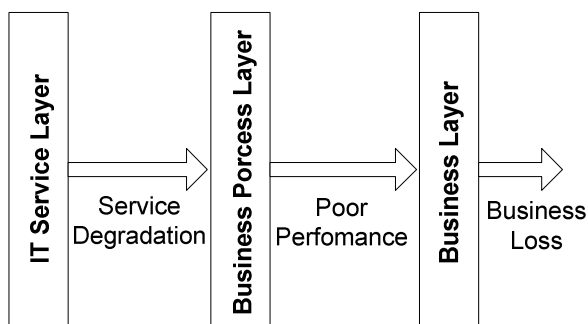 IT Service Layer
Service
Degradation
Business Porcess Layer
Poor
Perfomance
Business Layer
Business
Loss